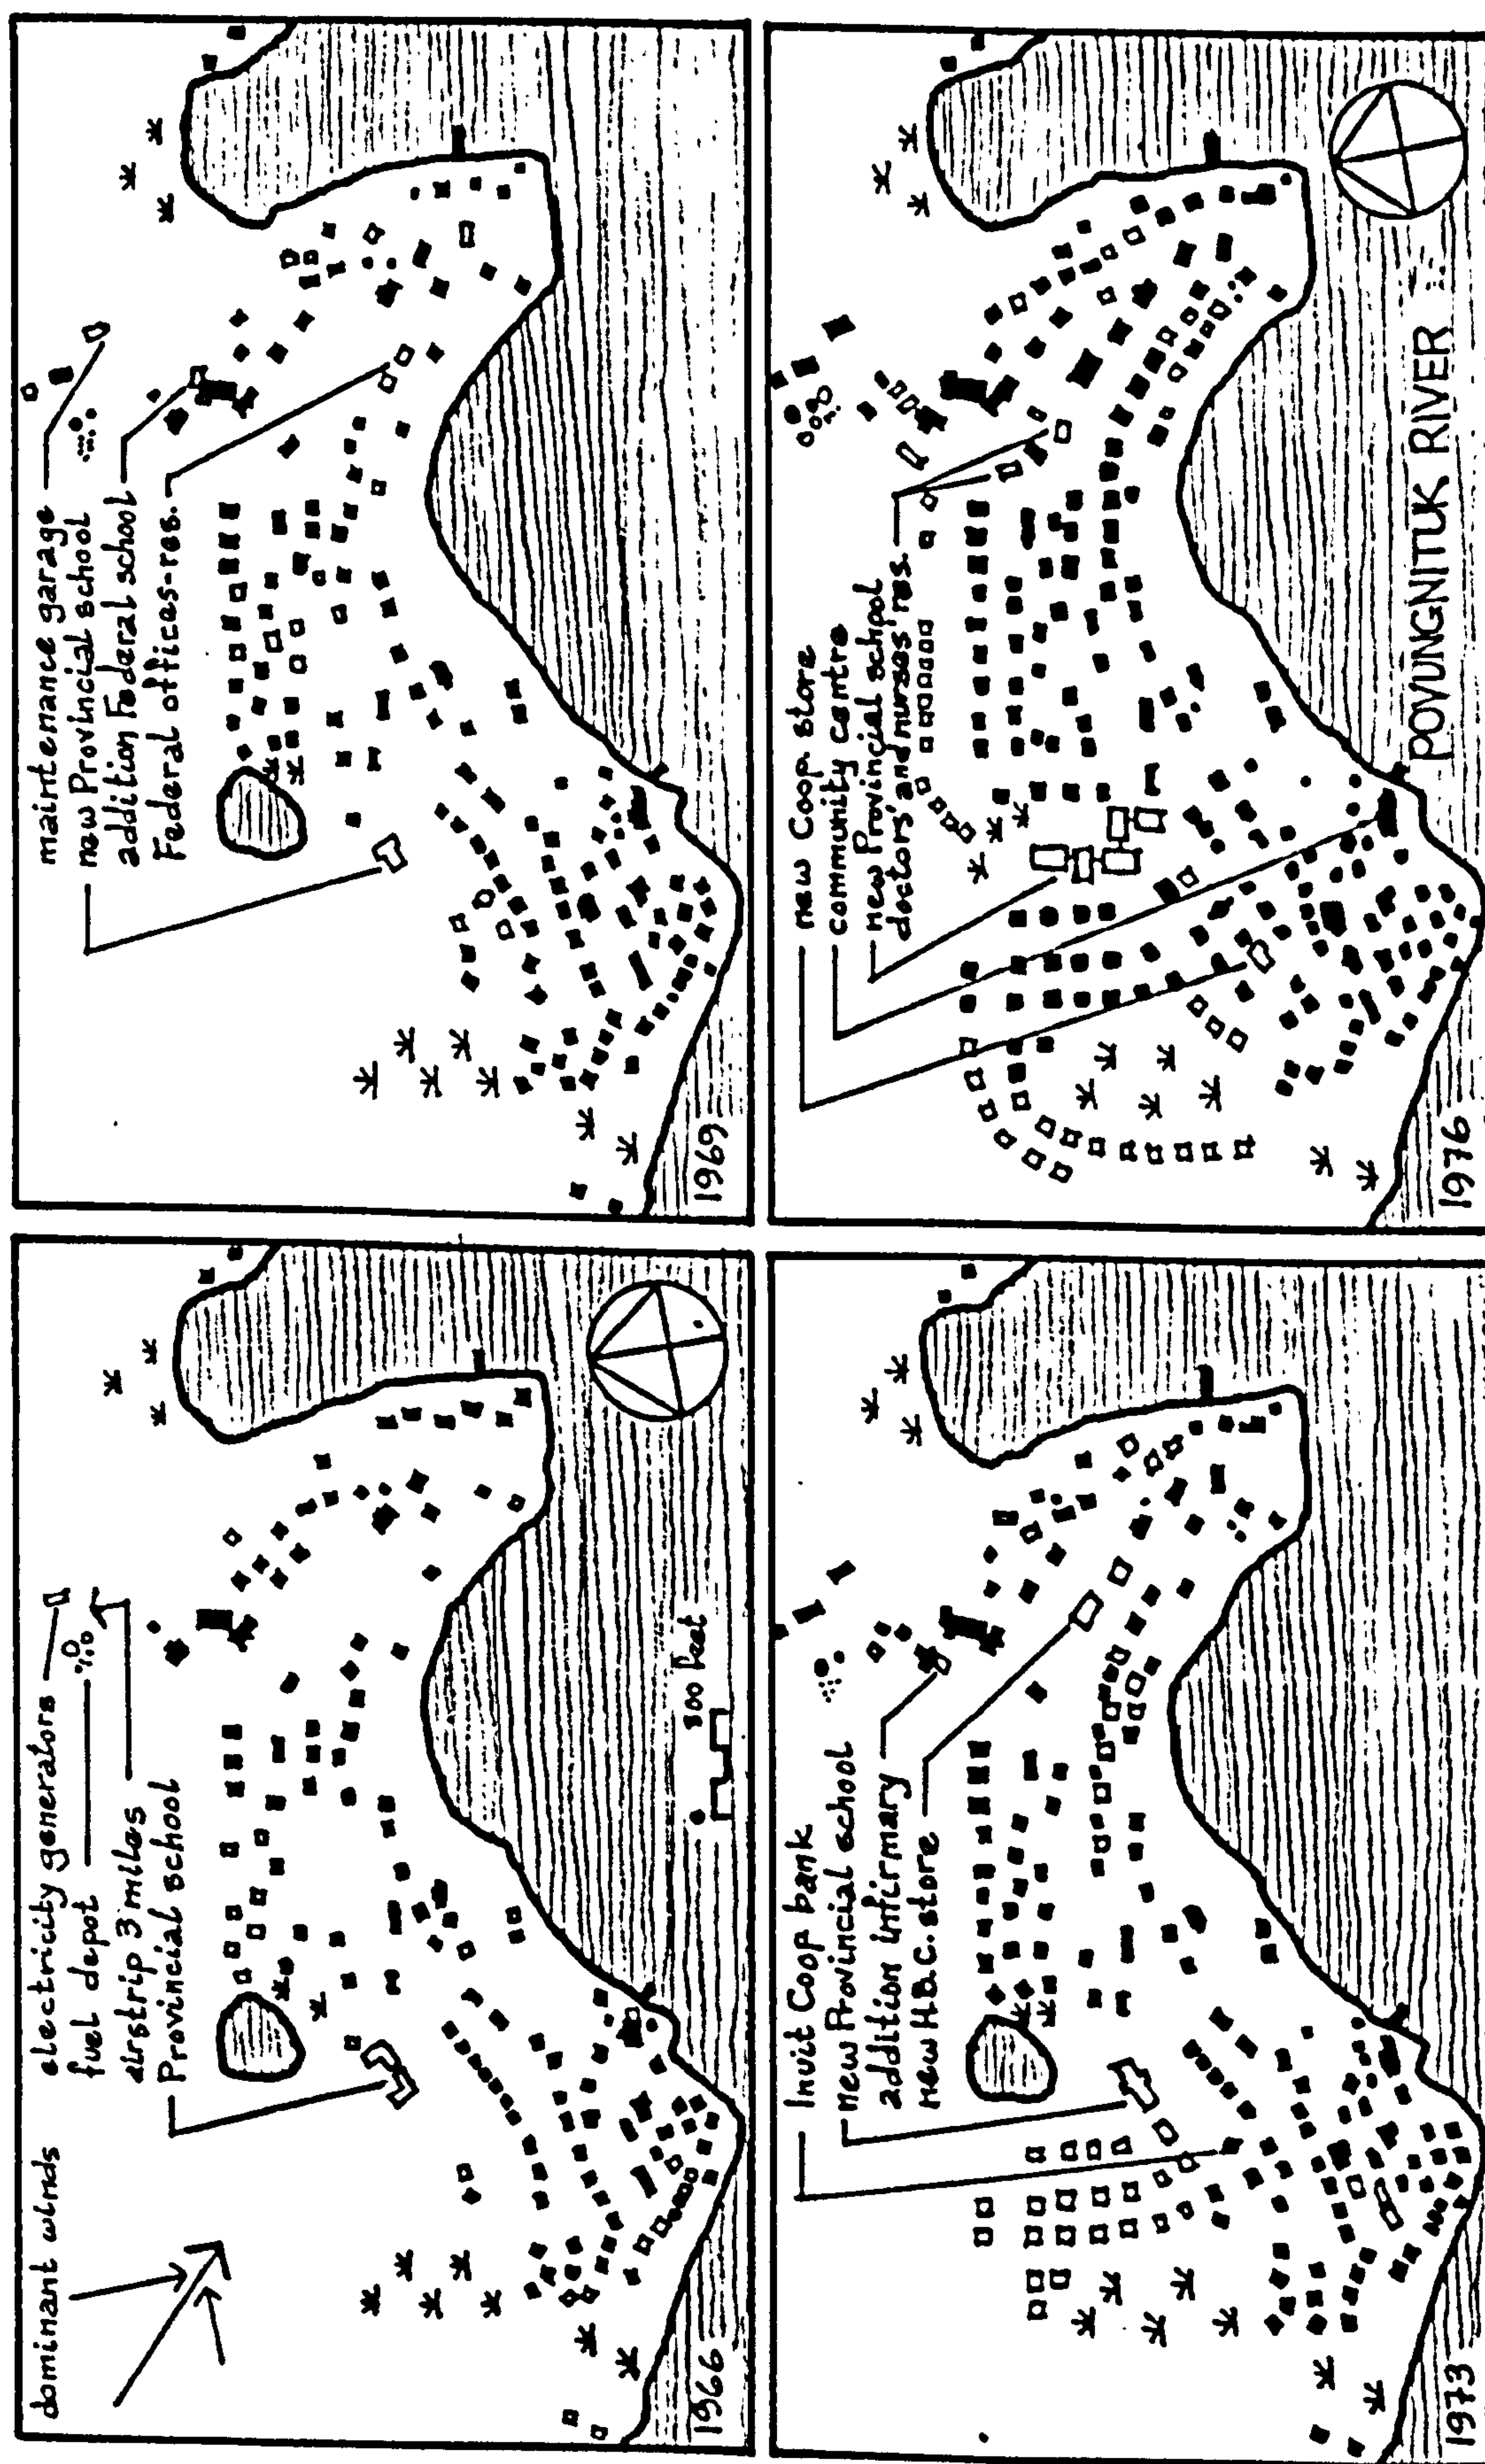 dominant winds
electricity generators
fuel depot
airstrip 3 miles
Provincial school
300 feet
1966
maintenance garage
new Provincial school
addition Federal school
Federal offices-res.
1969
Inuit Coop bank
new Provincial school
addition infirmary
new H.B.C. store
1973
new Coop store
community centre
new Provincial school
doctors' and nurses' res.
POVUNGNITUK RIVER
1976